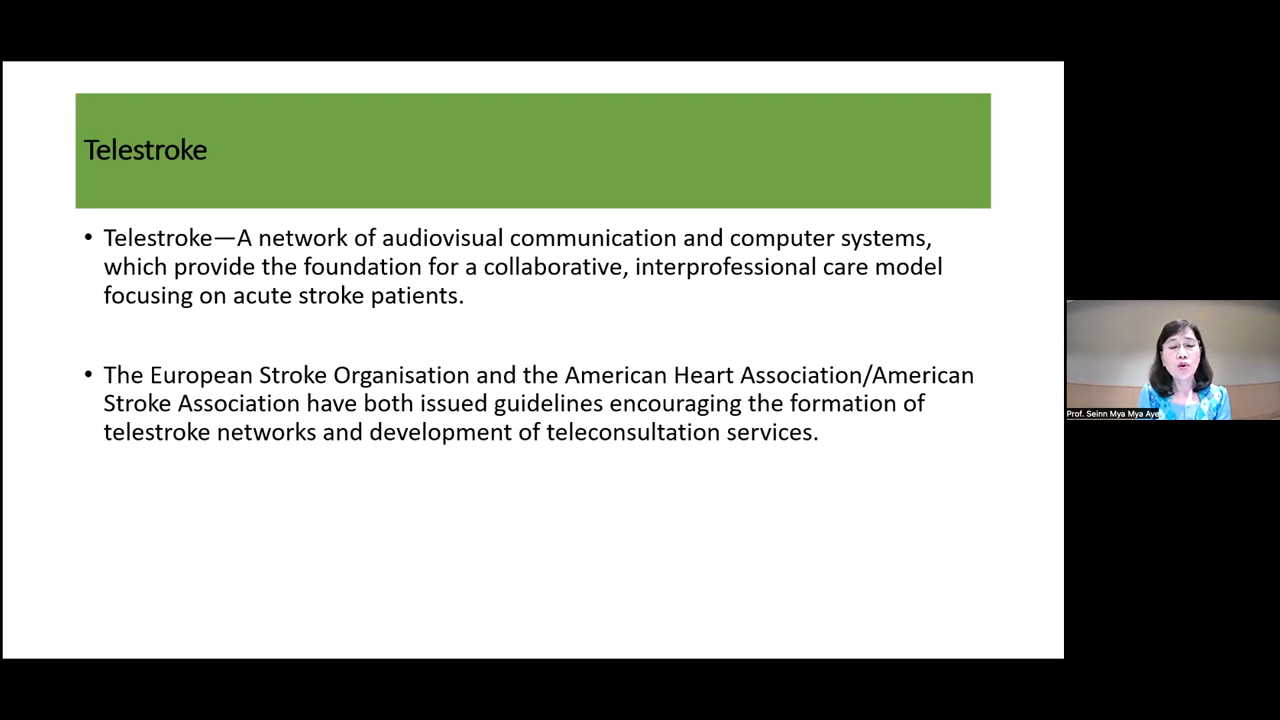 Telestroke
• Telestroke—A network of audiovisual communication and computer systems,
which provide the foundation for a collaborative, interprofessional care model
focusing on acute stroke patients.
• The European Stroke Organisation and the American Heart Association/American
Stroke Association have both issued guidelines encouraging the formation of
telestroke networks and development of teleconsultation services.
Prof. Seinn Mya Mya Aye